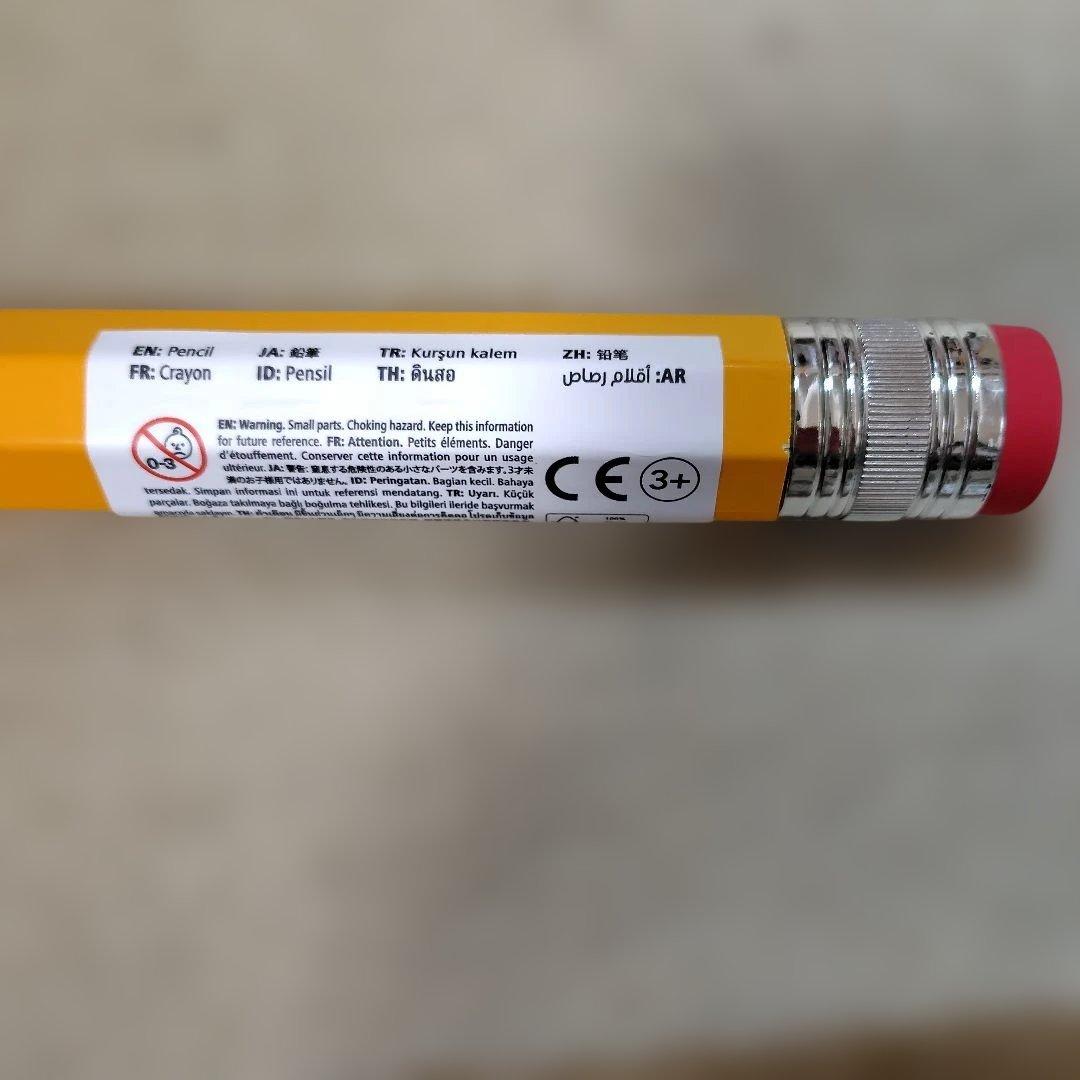 EN: Pencil JA: 鉛筆 TR: Kurşun kalem ZH: 铅笔
FR: Crayon ID: Pensil TH: ดินสอ AR: أقلام رصاص
0-3
EN: Warning. Small parts. Choking hazard. Keep this information
for future reference. FR: Attention. Petits éléments. Danger
d'étouffement. Conserver cette information pour un usage
ultérieur. JA: 警告: 窒息する危険性のある小さなパーツを含みます。3才未
満のお子様用ではありません。 ID: Peringatan. Bagian kecil. Bahaya
tersedak. Simpan informasi ini untuk referensi mendatang. TR: Uyarı. Küçük
parçalar. Boğaza takılmaya bağlı boğulma tehlikesi. Bu bilgileri ileride başvurmak
CE 3+
100%